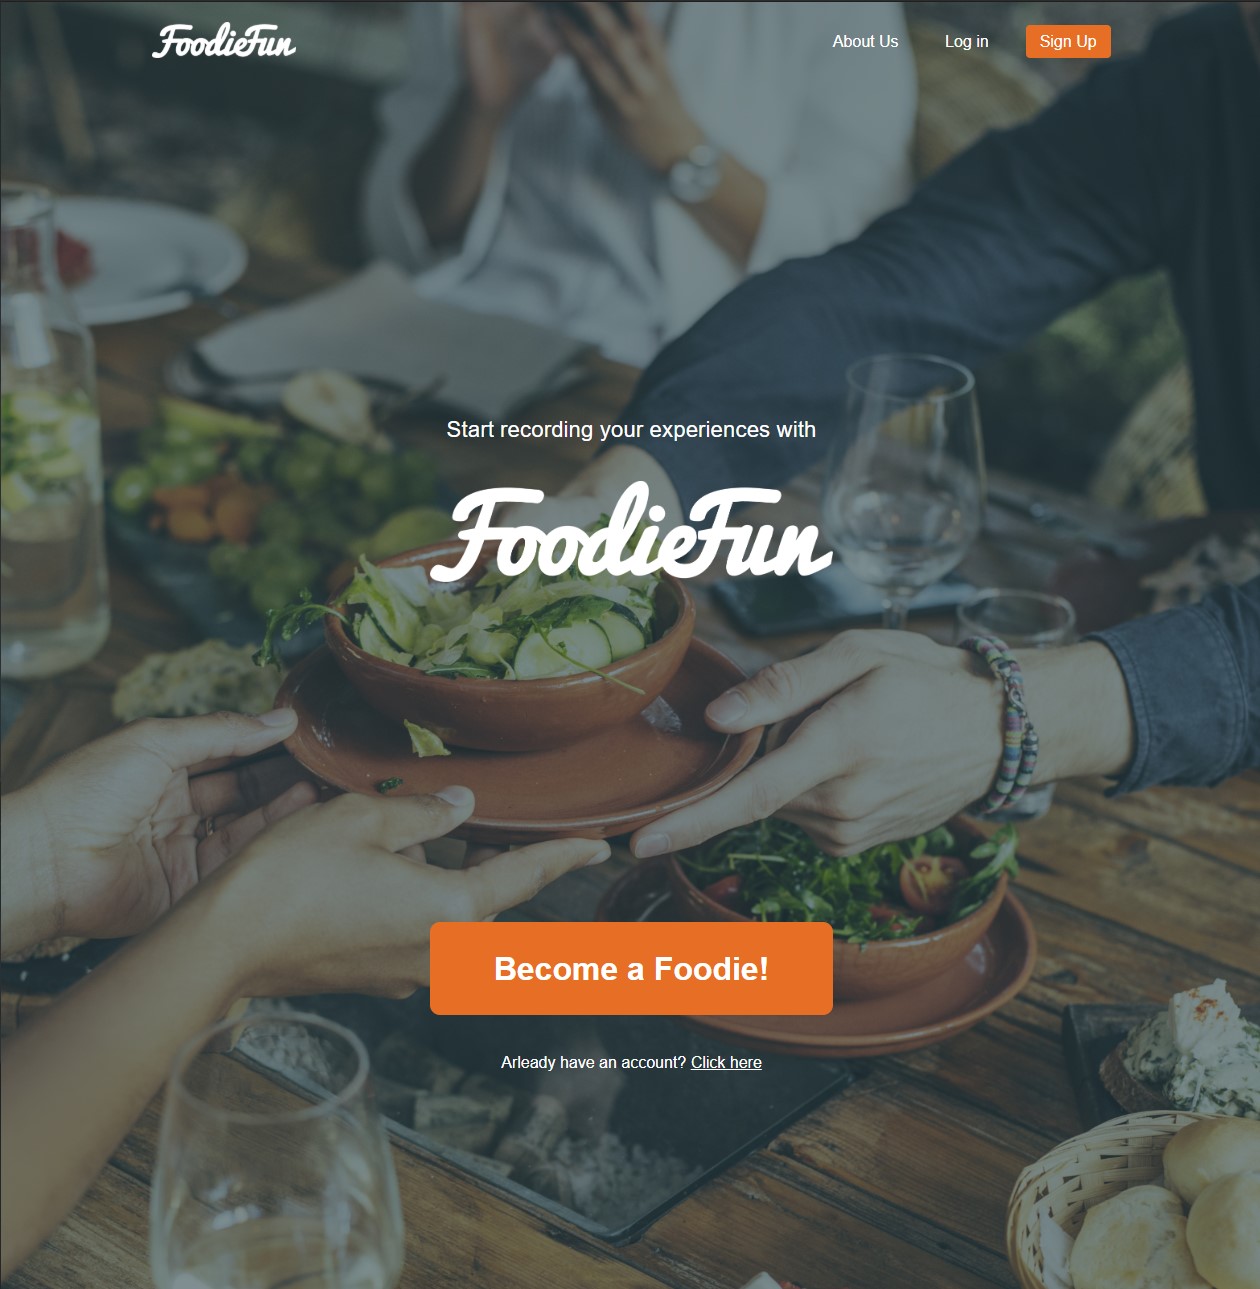 FoodieFun
About Us Log in Sign Up
Start recording your experiences with
FoodieFun
Become a Foodie!
Arleady have an account? Click here